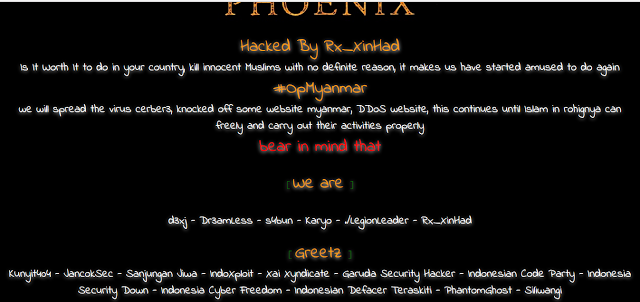 PHOENIX
Hacked By Rx_XinHad
Is it worth it to do in your country, kill innocent Muslims with no definite reason, it makes us have started amused to do again
#OpMyanmar
we will spread the virus cerber3, knocked off some website myanmar, DDoS website, this continues until Islam in rohignya can
freely and carry out their activities properly
bear in mind that
[ we are ]
d3xj - Dr3amLess - s4bun - Karyo - ./LegionLeader - Rx_XinHad
[ Greetz ]
Kunyit404 - JancokSec - Sanjungan Jiwa - IndoXploit - Xai Xyndicate - Garuda Security Hacker - Indonesian Code Party - Indonesia
Security Down - Indonesia Cyber Freedom - Indonesian Defacer Teraskiti - PhantomGhost - Siliwangi